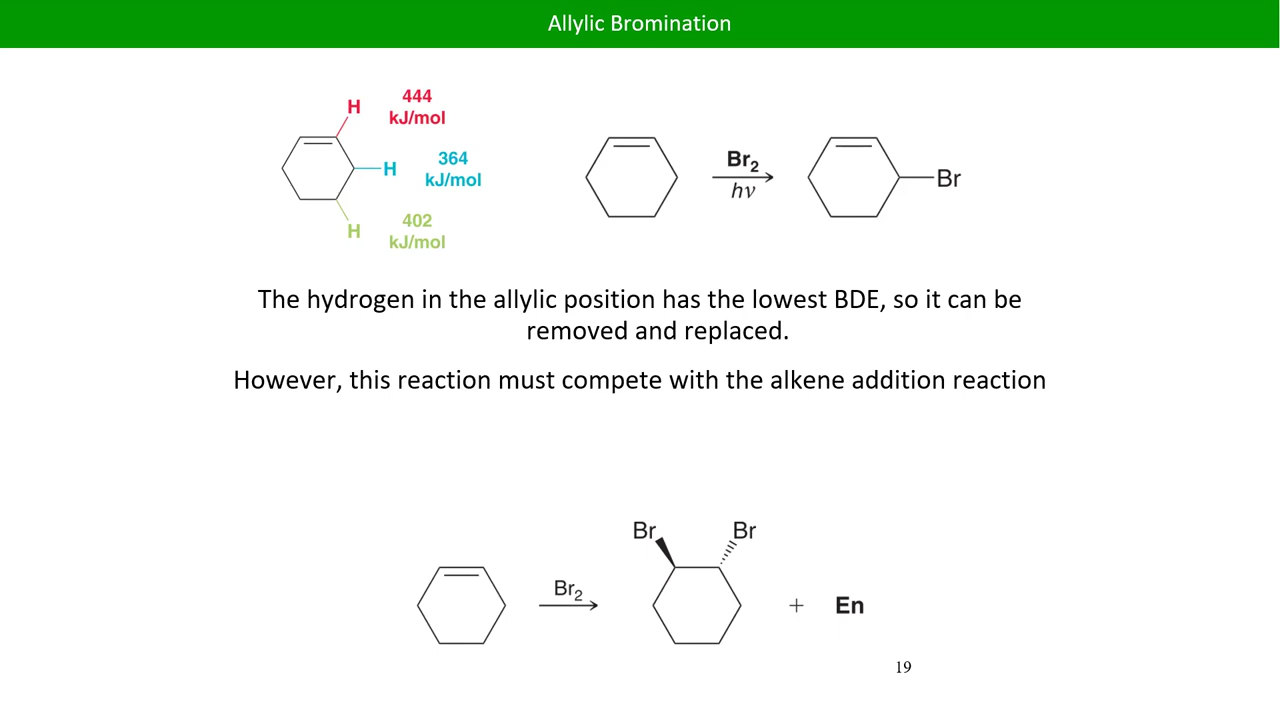 Allylic Bromination
H 444
kJ/mol
H 364
kJ/mol
H 402
kJ/mol
Br₂
hν
Br
The hydrogen in the allylic position has the lowest BDE, so it can be
removed and replaced.
However, this reaction must compete with the alkene addition reaction
Br Br
Br₂
+ En
19